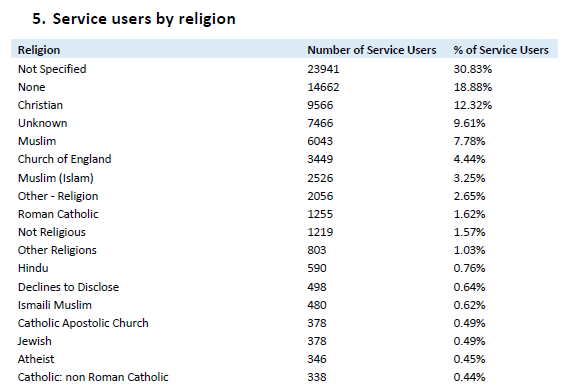 5. Service users by religion
Religion Number of Service Users % of Service Users
Not Specified 23941 30.83%
None 14662 18.88%
Christian 9566 12.32%
Unknown 7466 9.61%
Muslim 6043 7.78%
Church of England 3449 4.44%
Muslim (Islam) 2526 3.25%
Other - Religion 2056 2.65%
Roman Catholic 1255 1.62%
Not Religious 1219 1.57%
Other Religions 803 1.03%
Hindu 590 0.76%
Declines to Disclose 498 0.64%
Ismaili Muslim 480 0.62%
Catholic Apostolic Church 378 0.49%
Jewish 378 0.49%
Atheist 346 0.45%
Catholic: non Roman Catholic 338 0.44%